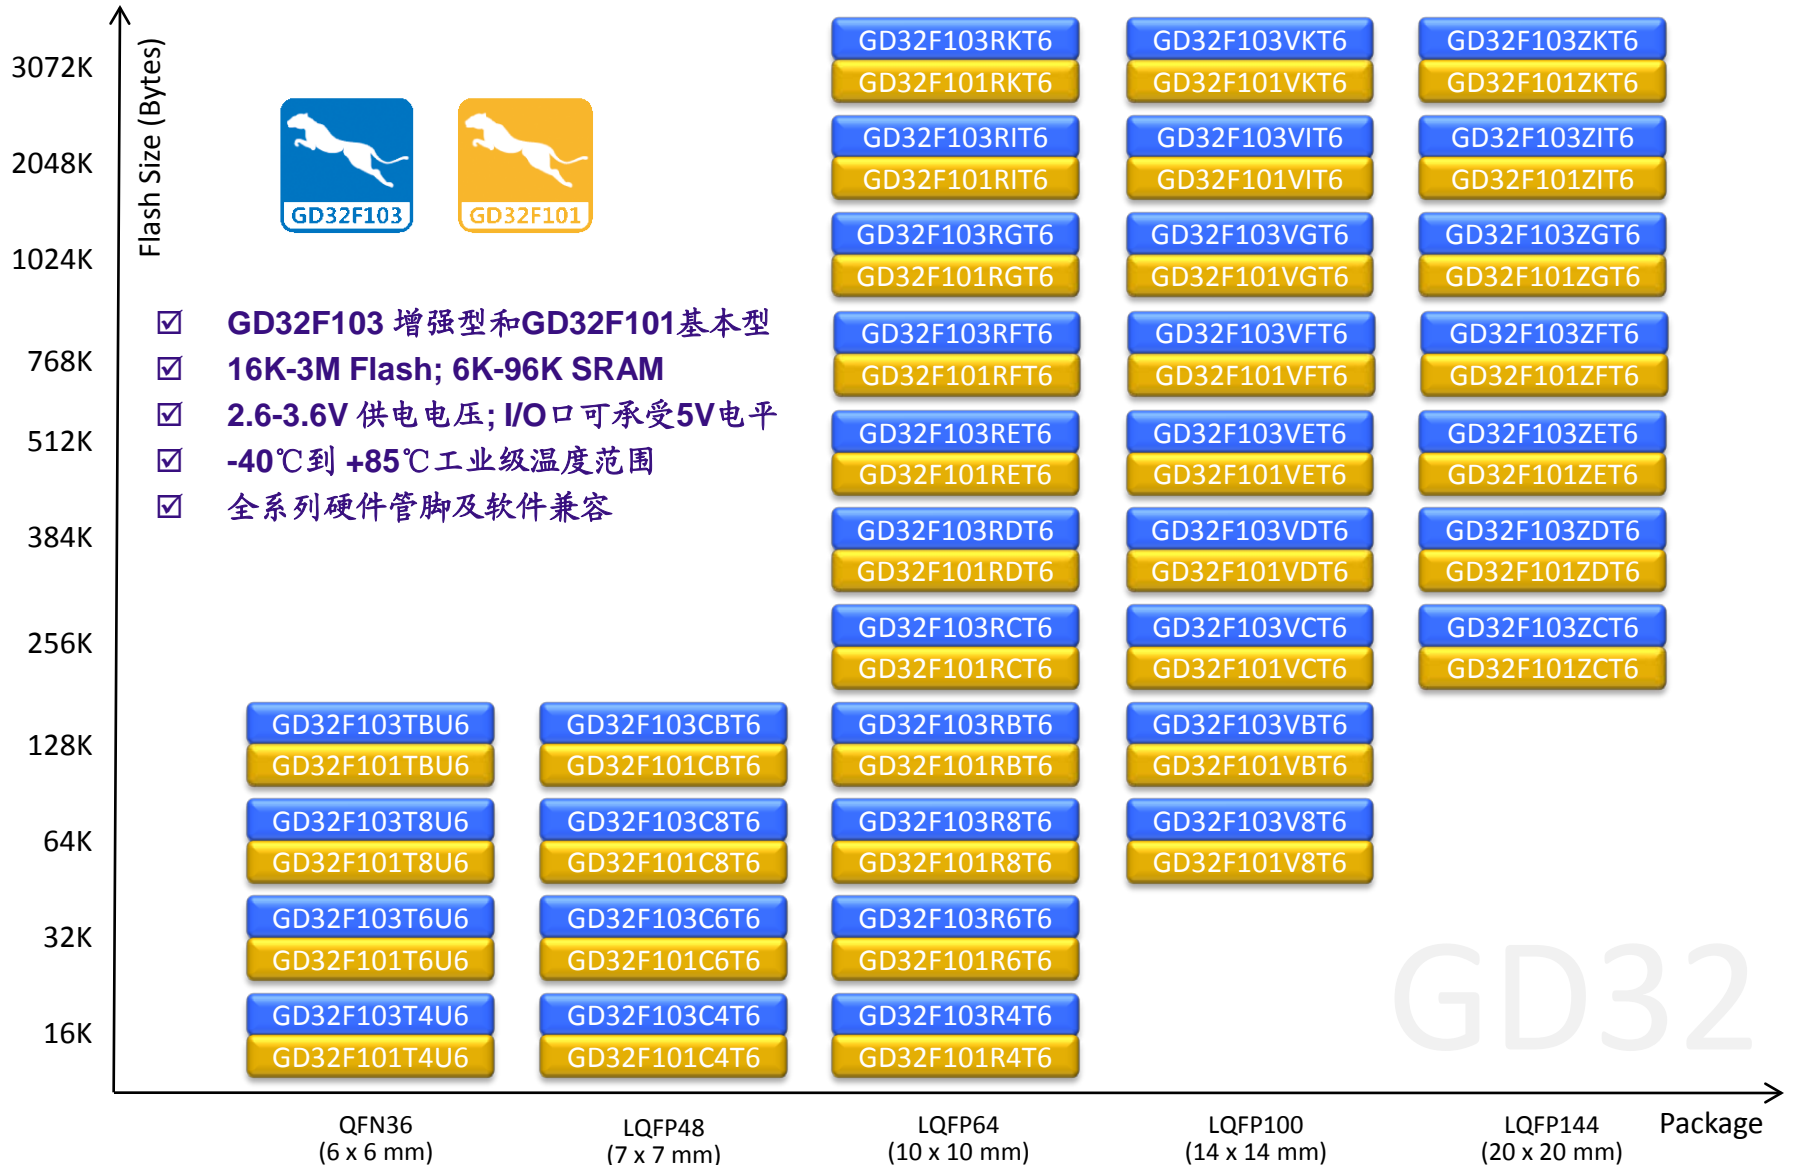 Flash Size (Bytes)
3072K
2048K
1024K
768K
512K
384K
256K
128K
64K
32K
16K
GD32F103
GD32F101
GD32F103 增强型和GD32F101基本型
16K-3M Flash; 6K-96K SRAM
2.6-3.6V 供电电压; I/O口可承受5V电平
-40℃到 +85℃工业级温度范围
全系列硬件管脚及软件兼容
GD32F103RKT6 GD32F103VKT6 GD32F103ZKT6
GD32F101RKT6 GD32F101VKT6 GD32F101ZKT6
GD32F103RIT6 GD32F103VIT6 GD32F103ZIT6
GD32F101RIT6 GD32F101VIT6 GD32F101ZIT6
GD32F103RGT6 GD32F103VGT6 GD32F103ZGT6
GD32F101RGT6 GD32F101VGT6 GD32F101ZGT6
GD32F103RFT6 GD32F103VFT6 GD32F103ZFT6
GD32F101RFT6 GD32F101VFT6 GD32F101ZFT6
GD32F103RET6 GD32F103VET6 GD32F103ZET6
GD32F101RET6 GD32F101VET6 GD32F101ZET6
GD32F103RDT6 GD32F103VDT6 GD32F103ZDT6
GD32F101RDT6 GD32F101VDT6 GD32F101ZDT6
GD32F103RCT6 GD32F103VCT6 GD32F103ZCT6
GD32F101RCT6 GD32F101VCT6 GD32F101ZCT6
GD32F103TBU6 GD32F103CBT6 GD32F103RBT6 GD32F103VBT6
GD32F101TBU6 GD32F101CBT6 GD32F101RBT6 GD32F101VBT6
GD32F103T8U6 GD32F103C8T6 GD32F103R8T6 GD32F103V8T6
GD32F101T8U6 GD32F101C8T6 GD32F101R8T6 GD32F101V8T6
GD32F103T6U6 GD32F103C6T6 GD32F103R6T6
GD32F101T6U6 GD32F101C6T6 GD32F101R6T6
GD32F103T4U6 GD32F103C4T6 GD32F103R4T6
GD32F101T4U6 GD32F101C4T6 GD32F101R4T6
GD32
QFN36 LQFP48 LQFP64 LQFP100 LQFP144 Package
(6 x 6 mm) (7 x 7 mm) (10 x 10 mm) (14 x 14 mm) (20 x 20 mm)